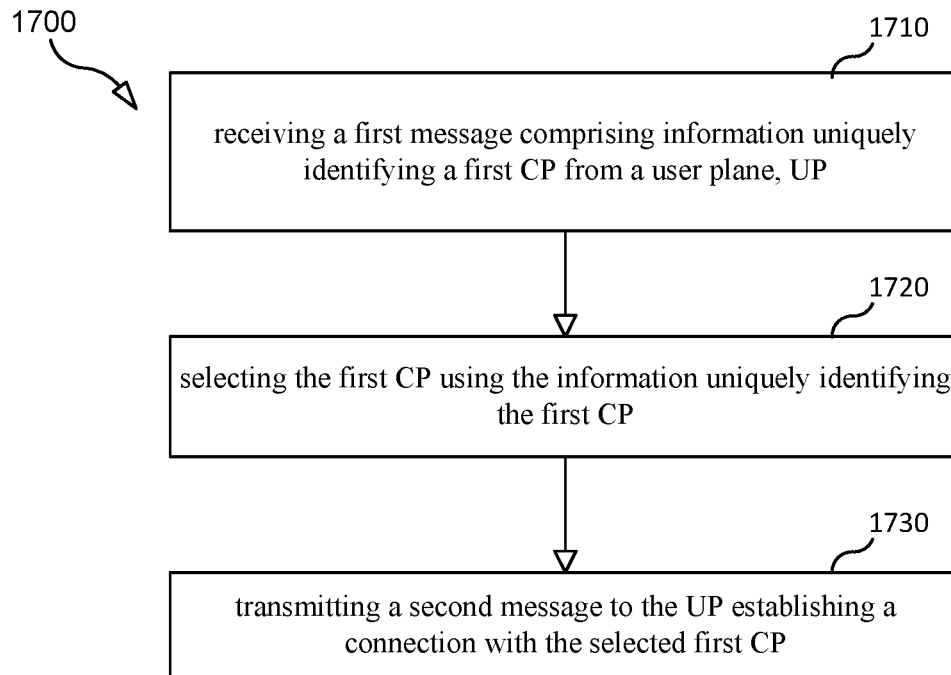 1700
1710
receiving a first message comprising information uniquely
identifying a first CP from a user plane, UP
1720
selecting the first CP using the information uniquely identifying
the first CP
1730
transmitting a second message to the UP establishing a
connection with the selected first CP